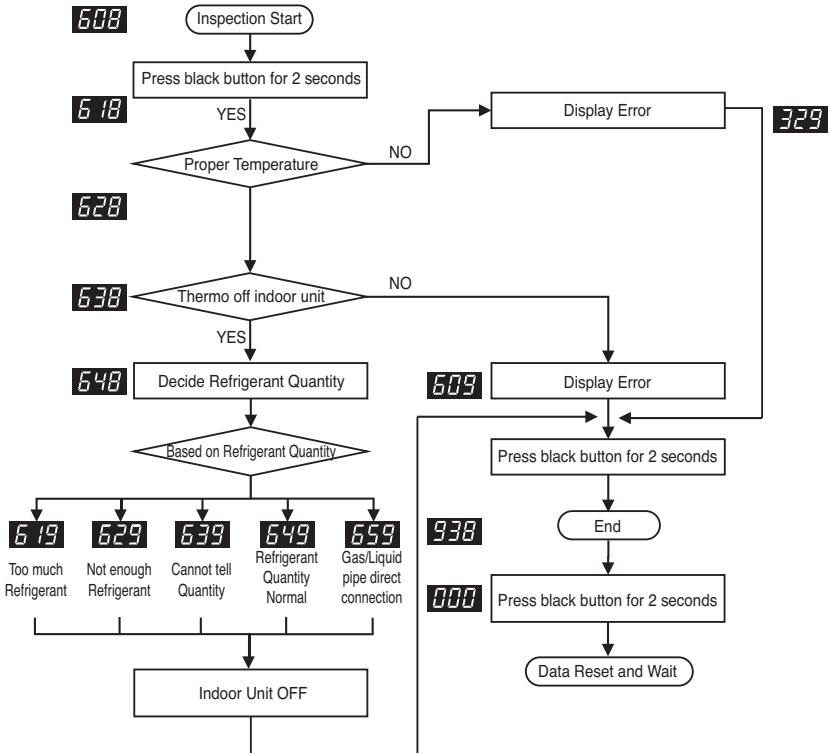 608
Inspection Start
Press black button for 2 seconds
618
YES
Display Error
329
Proper Temperature
NO
628
638
Thermo off indoor unit
NO
YES
648
Decide Refrigerant Quantity
609
Display Error
Based on Refrigerant Quantity
Press black button for 2 seconds
619
Too much
Refrigerant
629
Not enough
Refrigerant
639
Cannot tell
Quantity
649
Refrigerant
Quantity
Normal
659
Gas/Liquid
pipe direct
connection
938
End
000
Press black button for 2 seconds
Data Reset and Wait
Indoor Unit OFF